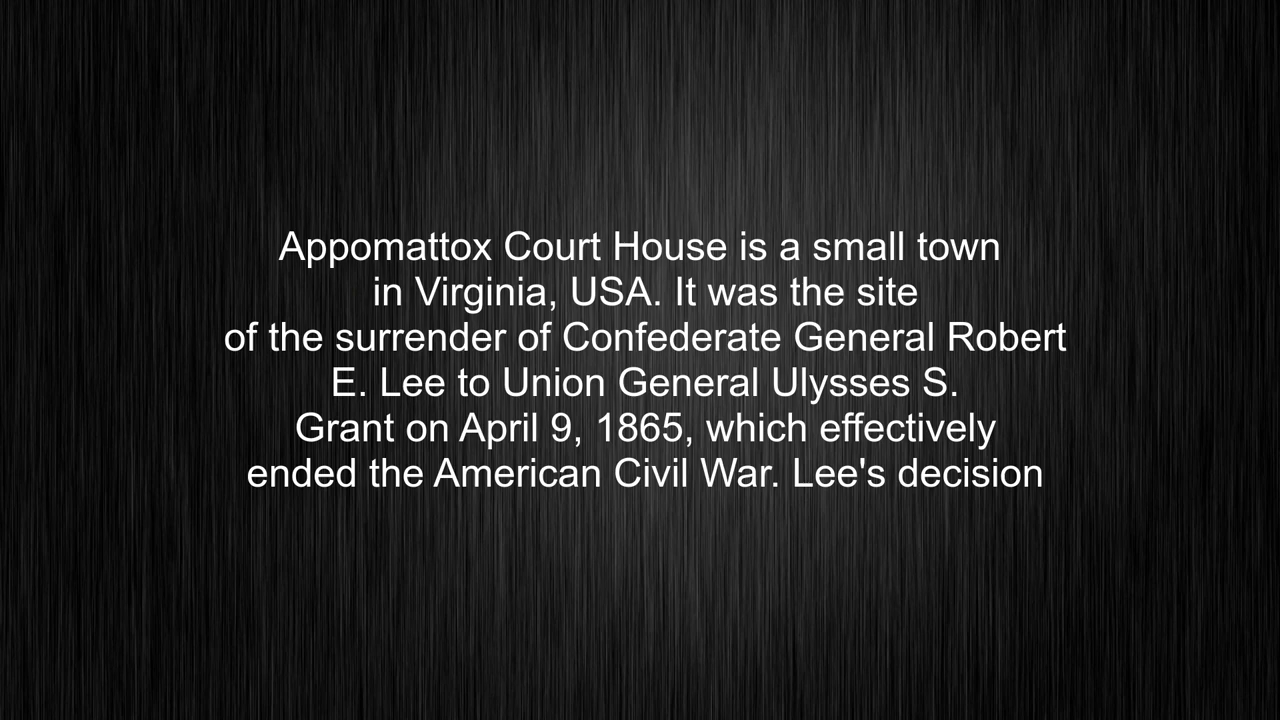 Appomattox Court House is a small town
in Virginia, USA. It was the site
of the surrender of Confederate General Robert
E. Lee to Union General Ulysses S.
Grant on April 9, 1865, which effectively
ended the American Civil War. Lee's decision